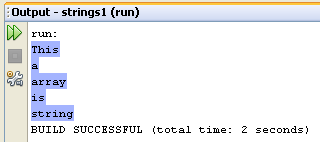 Output - strings1 (run)
run:
This
a
array
is
string
BUILD SUCCESSFUL (total time: 2 seconds)